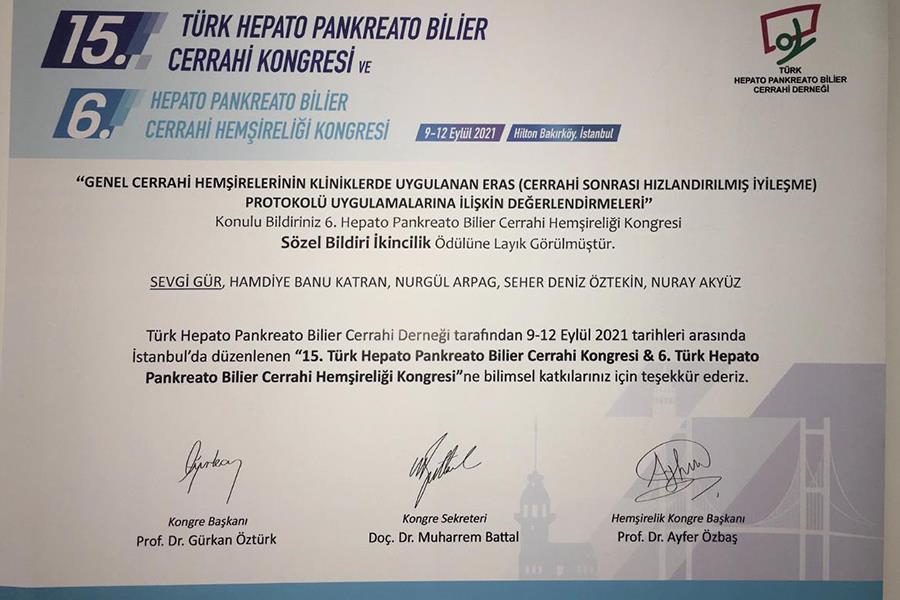 15. TÜRK HEPATO PANKREATO BİLİER
CERRAHİ KONGRESİ VE
6. HEPATO PANKREATO BİLİER
CERRAHİ HEMŞİRELİĞİ KONGRESİ
9-12 Eylül 2021 Hilton Bakırköy, İstanbul
TÜRK
HEPATO PANKREATO BİLİER
CERRAHİ DERNEĞİ
“GENEL CERRAHİ HEMŞİRELERİNİN KLİNİKLERDE UYGULANAN ERAS (CERRAHİ SONRASI HIZLANDIRILMIŞ İYİLEŞME)
PROTOKOLÜ UYGULAMALARINA İLİŞKİN DEĞERLENDİRMELERİ”
Konulu Bildiriniz 6. Hepato Pankreato Bilier Cerrahi Hemşireliği Kongresi
Sözel Bildiri İkincilik Ödülüne Layık Görülmüştür.
SEVGİ GÜR, HAMDİYE BANU KATRAN, NURGÜL ARPAG, SEHER DENİZ ÖZTEKİN, NURAY AKYÜZ
Türk Hepato Pankreato Bilier Cerrahi Derneği tarafından 9-12 Eylül 2021 tarihleri arasında
İstanbul’da düzenlenen “15. Türk Hepato Pankreato Bilier Cerrahi Kongresi & 6. Türk Hepato
Pankreato Bilier Cerrahi Hemşireliği Kongresi”ne bilimsel katkılarınız için teşekkür ederiz.
Kongre Başkanı
Prof. Dr. Gürkan Öztürk
Kongre Sekreteri
Doç. Dr. Muharrem Battal
Hemşirelik Kongre Başkanı
Prof. Dr. Ayfer Özbaş